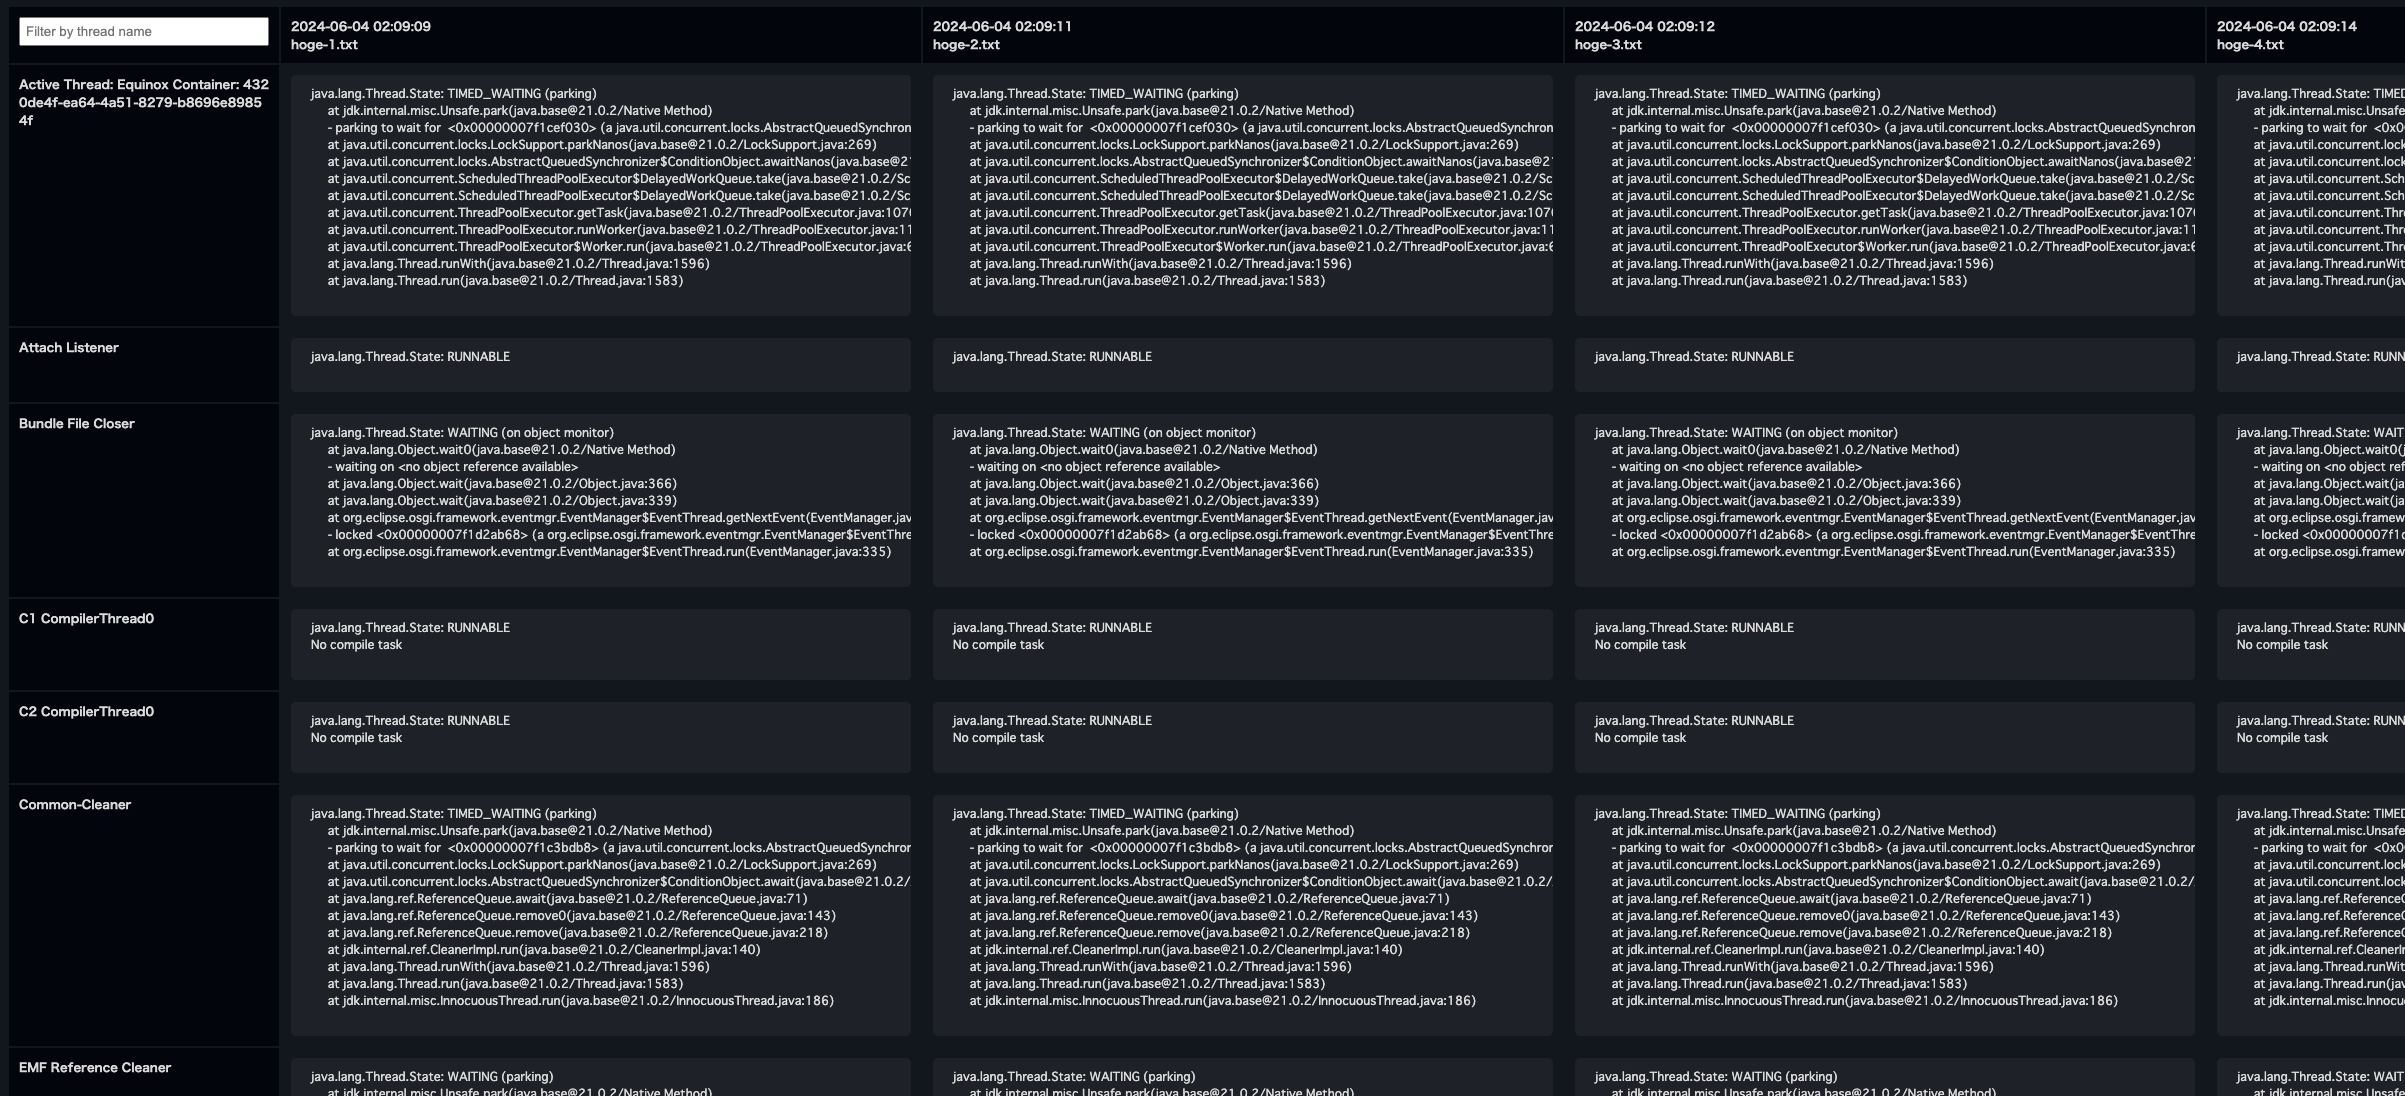 Filter by thread name
2024-06-04 02:09:09
hoge-1.txt
2024-06-04 02:09:11
hoge-2.txt
2024-06-04 02:09:12
hoge-3.txt
2024-06-04 02:09:14
hoge-4.txt
Active Thread: Equinox Container: 432
0de4f-ea64-4a51-8279-b8696e8985
4f
java.lang.Thread.State: TIMED_WAITING (parking)
at jdk.internal.misc.Unsafe.park(java.base@21.0.2/Native Method)
- parking to wait for <0x00000007f1cef030> (a java.util.concurrent.locks.AbstractQueuedSynchron
at java.util.concurrent.locks.LockSupport.parkNanos(java.base@21.0.2/LockSupport.java:269)
at java.util.concurrent.locks.AbstractQueuedSynchronizer$ConditionObject.awaitNanos(java.base@21
at java.util.concurrent.ScheduledThreadPoolExecutor$DelayedWorkQueue.take(java.base@21.0.2/Sc
at java.util.concurrent.ScheduledThreadPoolExecutor$DelayedWorkQueue.take(java.base@21.0.2/Sc
at java.util.concurrent.ThreadPoolExecutor.getTask(java.base@21.0.2/ThreadPoolExecutor.java:1070
at java.util.concurrent.ThreadPoolExecutor.runWorker(java.base@21.0.2/ThreadPoolExecutor.java:11
at java.util.concurrent.ThreadPoolExecutor$Worker.run(java.base@21.0.2/ThreadPoolExecutor.java:6
at java.lang.Thread.runWith(java.base@21.0.2/Thread.java:1596)
at java.lang.Thread.run(java.base@21.0.2/Thread.java:1583)
java.lang.Thread.State: TIMED_WAITING (parking)
at jdk.internal.misc.Unsafe.park(java.base@21.0.2/Native Method)
- parking to wait for <0x00000007f1cef030> (a java.util.concurrent.locks.AbstractQueuedSynchron
at java.util.concurrent.locks.LockSupport.parkNanos(java.base@21.0.2/LockSupport.java:269)
at java.util.concurrent.locks.AbstractQueuedSynchronizer$ConditionObject.awaitNanos(java.base@21
at java.util.concurrent.ScheduledThreadPoolExecutor$DelayedWorkQueue.take(java.base@21.0.2/Sc
at java.util.concurrent.ScheduledThreadPoolExecutor$DelayedWorkQueue.take(java.base@21.0.2/Sc
at java.util.concurrent.ThreadPoolExecutor.getTask(java.base@21.0.2/ThreadPoolExecutor.java:1070
at java.util.concurrent.ThreadPoolExecutor.runWorker(java.base@21.0.2/ThreadPoolExecutor.java:11
at java.util.concurrent.ThreadPoolExecutor$Worker.run(java.base@21.0.2/ThreadPoolExecutor.java:6
at java.lang.Thread.runWith(java.base@21.0.2/Thread.java:1596)
at java.lang.Thread.run(java.base@21.0.2/Thread.java:1583)
java.lang.Thread.State: TIMED_WAITING (parking)
at jdk.internal.misc.Unsafe.park(java.base@21.0.2/Native Method)
- parking to wait for <0x00000007f1cef030> (a java.util.concurrent.locks.AbstractQueuedSynchron
at java.util.concurrent.locks.LockSupport.parkNanos(java.base@21.0.2/LockSupport.java:269)
at java.util.concurrent.locks.AbstractQueuedSynchronizer$ConditionObject.awaitNanos(java.base@21
at java.util.concurrent.ScheduledThreadPoolExecutor$DelayedWorkQueue.take(java.base@21.0.2/Sc
at java.util.concurrent.ScheduledThreadPoolExecutor$DelayedWorkQueue.take(java.base@21.0.2/Sc
at java.util.concurrent.ThreadPoolExecutor.getTask(java.base@21.0.2/ThreadPoolExecutor.java:1070
at java.util.concurrent.ThreadPoolExecutor.runWorker(java.base@21.0.2/ThreadPoolExecutor.java:11
at java.util.concurrent.ThreadPoolExecutor$Worker.run(java.base@21.0.2/ThreadPoolExecutor.java:6
at java.lang.Thread.runWith(java.base@21.0.2/Thread.java:1596)
at java.lang.Thread.run(java.base@21.0.2/Thread.java:1583)
java.lang.Thread.State: TIMED
at jdk.internal.misc.Unsafe
- parking to wait for <0x00
at java.util.concurrent.lock
at java.util.concurrent.lock
at java.util.concurrent.Sch
at java.util.concurrent.Sch
at java.util.concurrent.Thre
at java.util.concurrent.Thre
at java.util.concurrent.Thre
at java.lang.Thread.runWit
at java.lang.Thread.run(jav
Attach Listener
java.lang.Thread.State: RUNNABLE
java.lang.Thread.State: RUNNABLE
java.lang.Thread.State: RUNNABLE
java.lang.Thread.State: RUNN
Bundle File Closer
java.lang.Thread.State: WAITING (on object monitor)
at java.lang.Object.wait0(java.base@21.0.2/Native Method)
- waiting on <no object reference available>
at java.lang.Object.wait(java.base@21.0.2/Object.java:366)
at java.lang.Object.wait(java.base@21.0.2/Object.java:339)
at org.eclipse.osgi.framework.eventmgr.EventManager$EventThread.getNextEvent(EventManager.jav
- locked <0x00000007f1d2ab68> (a org.eclipse.osgi.framework.eventmgr.EventManager$EventThre
at org.eclipse.osgi.framework.eventmgr.EventManager$EventThread.run(EventManager.java:335)
java.lang.Thread.State: WAITING (on object monitor)
at java.lang.Object.wait0(java.base@21.0.2/Native Method)
- waiting on <no object reference available>
at java.lang.Object.wait(java.base@21.0.2/Object.java:366)
at java.lang.Object.wait(java.base@21.0.2/Object.java:339)
at org.eclipse.osgi.framework.eventmgr.EventManager$EventThread.getNextEvent(EventManager.jav
- locked <0x00000007f1d2ab68> (a org.eclipse.osgi.framework.eventmgr.EventManager$EventThre
at org.eclipse.osgi.framework.eventmgr.EventManager$EventThread.run(EventManager.java:335)
java.lang.Thread.State: WAITING (on object monitor)
at java.lang.Object.wait0(java.base@21.0.2/Native Method)
- waiting on <no object reference available>
at java.lang.Object.wait(java.base@21.0.2/Object.java:366)
at java.lang.Object.wait(java.base@21.0.2/Object.java:339)
at org.eclipse.osgi.framework.eventmgr.EventManager$EventThread.getNextEvent(EventManager.jav
- locked <0x00000007f1d2ab68> (a org.eclipse.osgi.framework.eventmgr.EventManager$EventThre
at org.eclipse.osgi.framework.eventmgr.EventManager$EventThread.run(EventManager.java:335)
java.lang.Thread.State: WAIT
at java.lang.Object.wait0(j
- waiting on <no object ref
at java.lang.Object.wait(ja
at java.lang.Object.wait(ja
at org.eclipse.osgi.framew
- locked <0x00000007f1d
at org.eclipse.osgi.framew
C1 CompilerThread0
java.lang.Thread.State: RUNNABLE
No compile task
java.lang.Thread.State: RUNNABLE
No compile task
java.lang.Thread.State: RUNNABLE
No compile task
java.lang.Thread.State: RUNN
No compile task
C2 CompilerThread0
java.lang.Thread.State: RUNNABLE
No compile task
java.lang.Thread.State: RUNNABLE
No compile task
java.lang.Thread.State: RUNNABLE
No compile task
java.lang.Thread.State: RUNN
No compile task
Common-Cleaner
java.lang.Thread.State: TIMED_WAITING (parking)
at jdk.internal.misc.Unsafe.park(java.base@21.0.2/Native Method)
- parking to wait for <0x00000007f1c3bdb8> (a java.util.concurrent.locks.AbstractQueuedSynchror
at java.util.concurrent.locks.LockSupport.parkNanos(java.base@21.0.2/LockSupport.java:269)
at java.util.concurrent.locks.AbstractQueuedSynchronizer$ConditionObject.await(java.base@21.0.2/
at java.lang.ref.ReferenceQueue.await(java.base@21.0.2/ReferenceQueue.java:71)
at java.lang.ref.ReferenceQueue.remove0(java.base@21.0.2/ReferenceQueue.java:143)
at java.lang.ref.ReferenceQueue.remove(java.base@21.0.2/ReferenceQueue.java:218)
at jdk.internal.ref.CleanerImpl.run(java.base@21.0.2/CleanerImpl.java:140)
at java.lang.Thread.runWith(java.base@21.0.2/Thread.java:1596)
at java.lang.Thread.run(java.base@21.0.2/Thread.java:1583)
at jdk.internal.misc.InnocuousThread.run(java.base@21.0.2/InnocuousThread.java:186)
java.lang.Thread.State: TIMED_WAITING (parking)
at jdk.internal.misc.Unsafe.park(java.base@21.0.2/Native Method)
- parking to wait for <0x00000007f1c3bdb8> (a java.util.concurrent.locks.AbstractQueuedSynchror
at java.util.concurrent.locks.LockSupport.parkNanos(java.base@21.0.2/LockSupport.java:269)
at java.util.concurrent.locks.AbstractQueuedSynchronizer$ConditionObject.await(java.base@21.0.2/
at java.lang.ref.ReferenceQueue.await(java.base@21.0.2/ReferenceQueue.java:71)
at java.lang.ref.ReferenceQueue.remove0(java.base@21.0.2/ReferenceQueue.java:143)
at java.lang.ref.ReferenceQueue.remove(java.base@21.0.2/ReferenceQueue.java:218)
at jdk.internal.ref.CleanerImpl.run(java.base@21.0.2/CleanerImpl.java:140)
at java.lang.Thread.runWith(java.base@21.0.2/Thread.java:1596)
at java.lang.Thread.run(java.base@21.0.2/Thread.java:1583)
at jdk.internal.misc.InnocuousThread.run(java.base@21.0.2/InnocuousThread.java:186)
java.lang.Thread.State: TIMED_WAITING (parking)
at jdk.internal.misc.Unsafe.park(java.base@21.0.2/Native Method)
- parking to wait for <0x00000007f1c3bdb8> (a java.util.concurrent.locks.AbstractQueuedSynchror
at java.util.concurrent.locks.LockSupport.parkNanos(java.base@21.0.2/LockSupport.java:269)
at java.util.concurrent.locks.AbstractQueuedSynchronizer$ConditionObject.await(java.base@21.0.2/
at java.lang.ref.ReferenceQueue.await(java.base@21.0.2/ReferenceQueue.java:71)
at java.lang.ref.ReferenceQueue.remove0(java.base@21.0.2/ReferenceQueue.java:143)
at java.lang.ref.ReferenceQueue.remove(java.base@21.0.2/ReferenceQueue.java:218)
at jdk.internal.ref.CleanerImpl.run(java.base@21.0.2/CleanerImpl.java:140)
at java.lang.Thread.runWith(java.base@21.0.2/Thread.java:1596)
at java.lang.Thread.run(java.base@21.0.2/Thread.java:1583)
at jdk.internal.misc.InnocuousThread.run(java.base@21.0.2/InnocuousThread.java:186)
java.lang.Thread.State: TIMED
at jdk.internal.misc.Unsafe
- parking to wait for <0x00
at java.util.concurrent.lock
at java.util.concurrent.lock
at java.lang.ref.ReferenceQ
at java.lang.ref.ReferenceQ
at java.lang.ref.ReferenceQ
at jdk.internal.ref.CleanerIr
at java.lang.Thread.runWit
at java.lang.Thread.run(jav
at jdk.internal.misc.Innocu
EMF Reference Cleaner
java.lang.Thread.State: WAITING (parking)
at jdk.internal.misc.Unsafe.park(java.base@21.0.2/Native Method)
java.lang.Thread.State: WAITING (parking)
at jdk.internal.misc.Unsafe.park(java.base@21.0.2/Native Method)
java.lang.Thread.State: WAITING (parking)
at jdk.internal.misc.Unsafe.park(java.base@21.0.2/Native Method)
java.lang.Thread.State: WAIT
at jdk.internal.misc.Unsafe